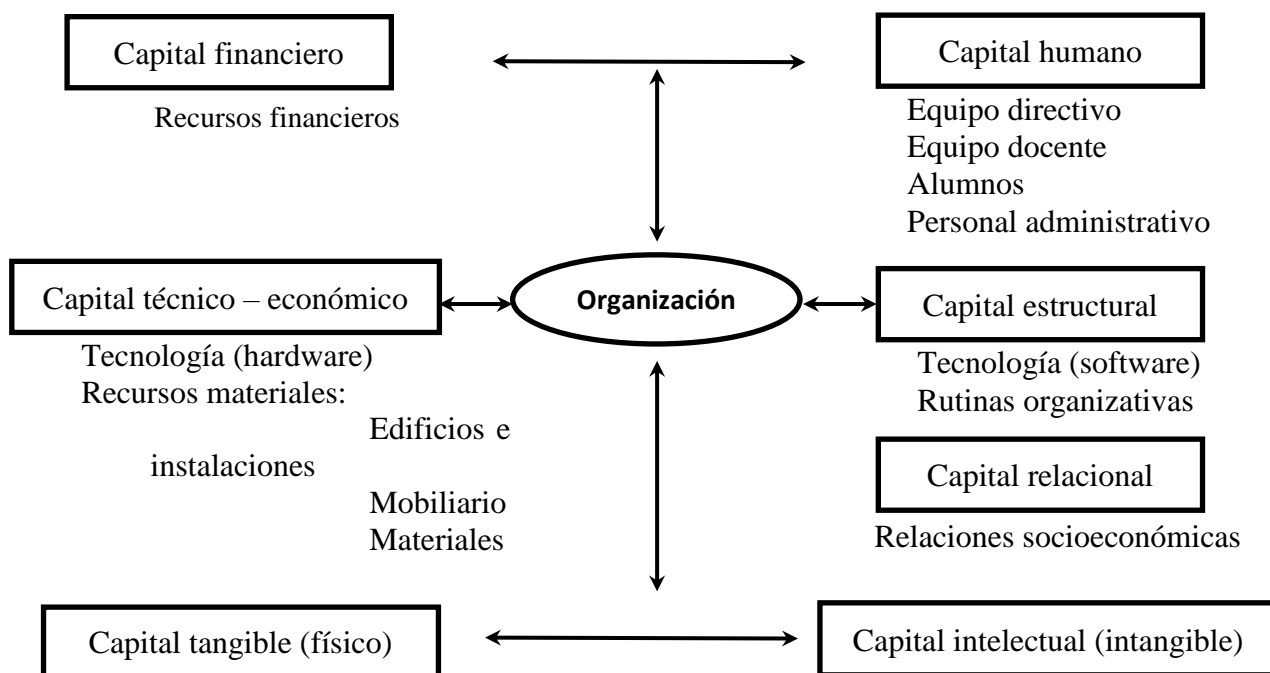 Capital financiero
Recursos financieros
Capital humano
Equipo directivo
Equipo docente
Alumnos
Personal administrativo
Capital técnico – económico
Tecnología (hardware)
Recursos materiales:
Edificios e
instalaciones
Mobiliario
Materiales
Organización
Capital estructural
Tecnología (software)
Rutinas organizativas
Capital relacional
Relaciones socioeconómicas
Capital tangible (físico)
Capital intelectual (intangible)